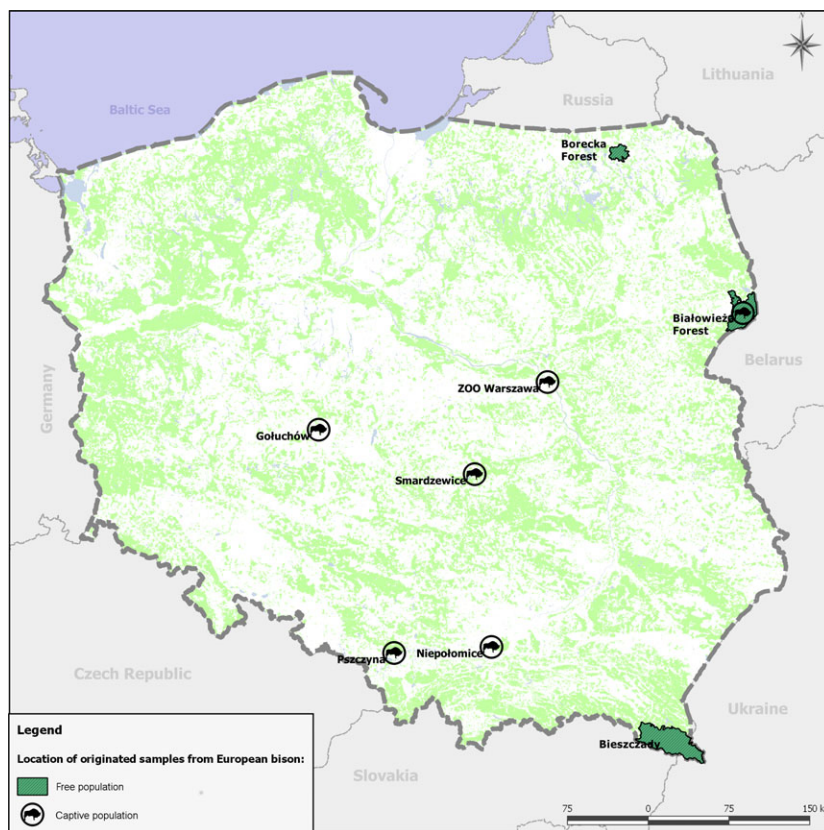 Lithuania
Baltic Sea
Russia
Borecka
Forest
Białowieża
Forest
Belarus
Germany
ZOO Warszawa
Gołuchów
Smardzewice
Pszczyna
Niepołomice
Czech Republic
Ukraine
Bieszczady
Slovakia
Legend
Location of originated samples from European bison:
Free population
Captive population
75 0 75 150 k